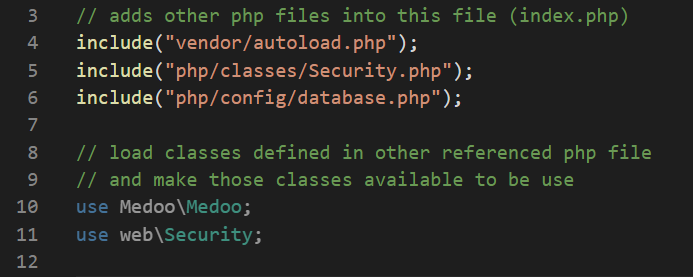 3 // adds other php files into this file (index.php)
4 include("vendor/autoload.php");
5 include("php/classes/Security.php");
6 include("php/config/database.php");
7
8 // load classes defined in other referenced php file
9 // and make those classes available to be use
10 use Medoo\Medoo;
11 use web\Security;
12